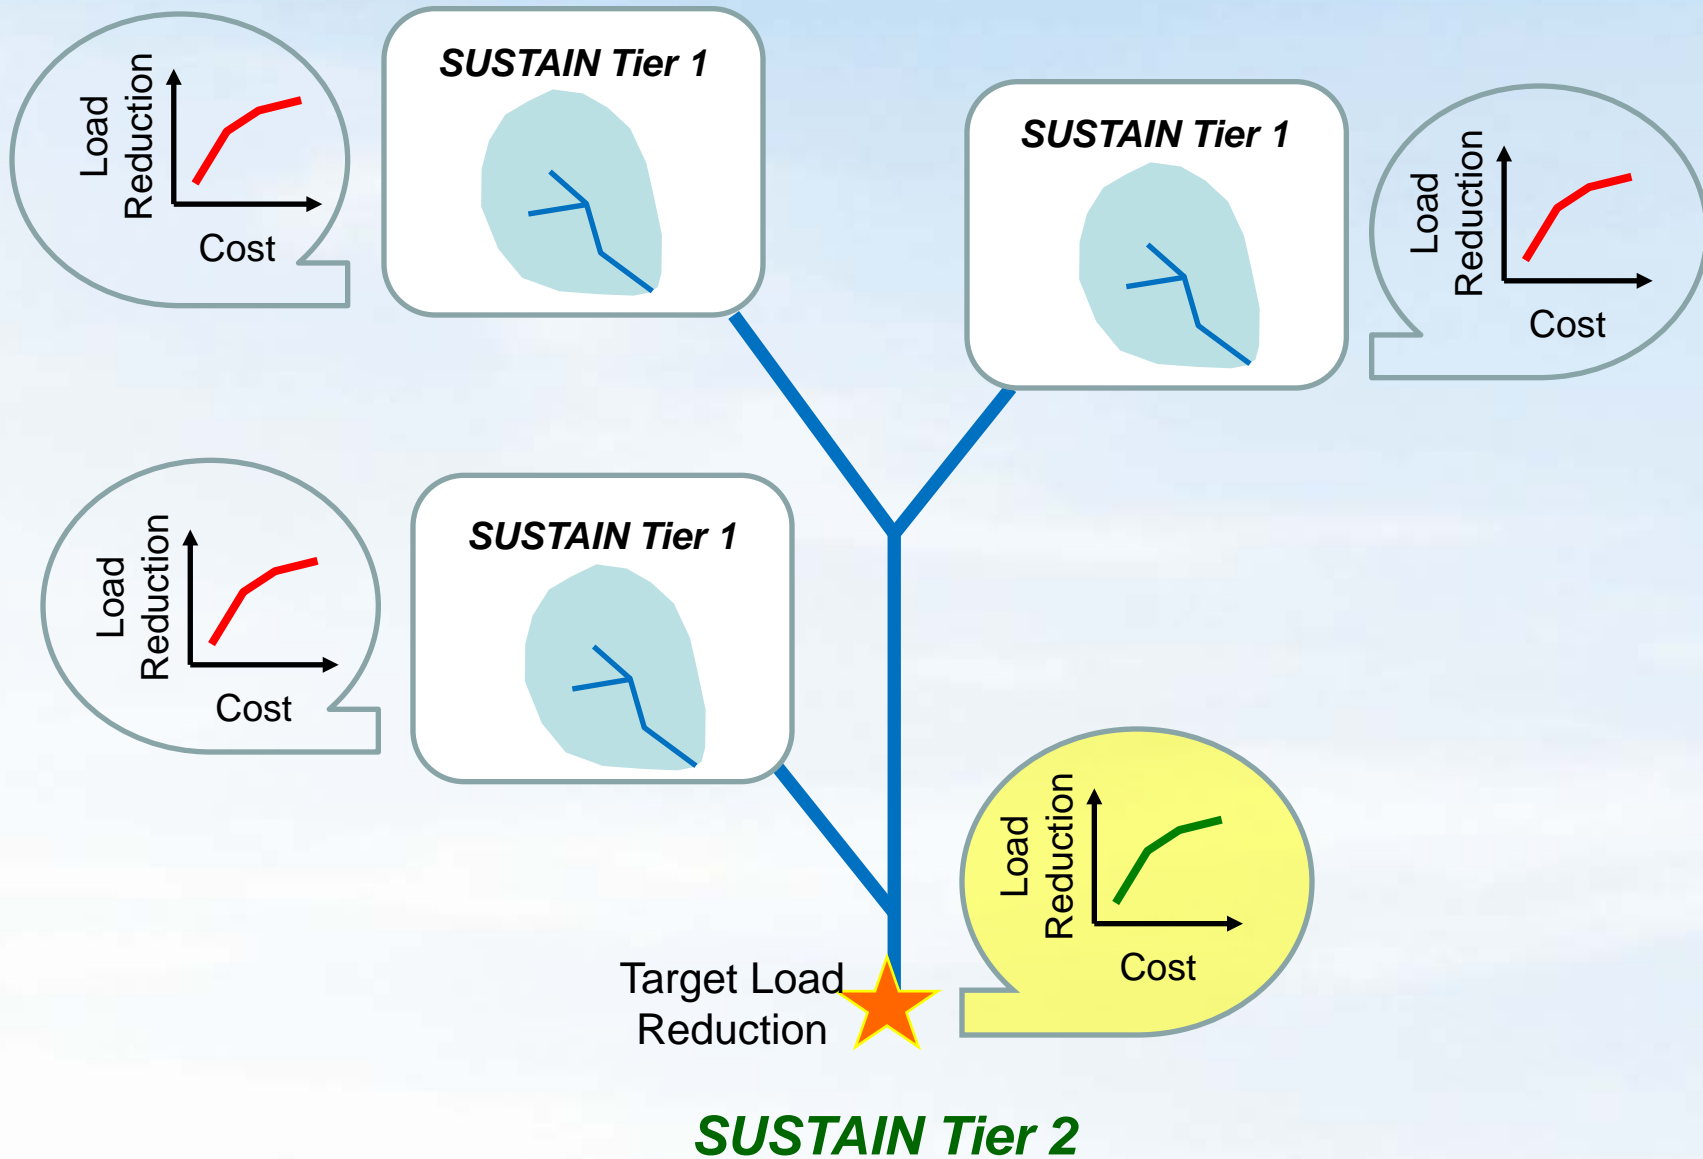 SUSTAIN Tier 1
Load
Reduction
Cost
SUSTAIN Tier 1
Load
Reduction
Cost
SUSTAIN Tier 1
Load
Reduction
Cost
Load
Reduction
Cost
Target Load
Reduction
SUSTAIN Tier 2